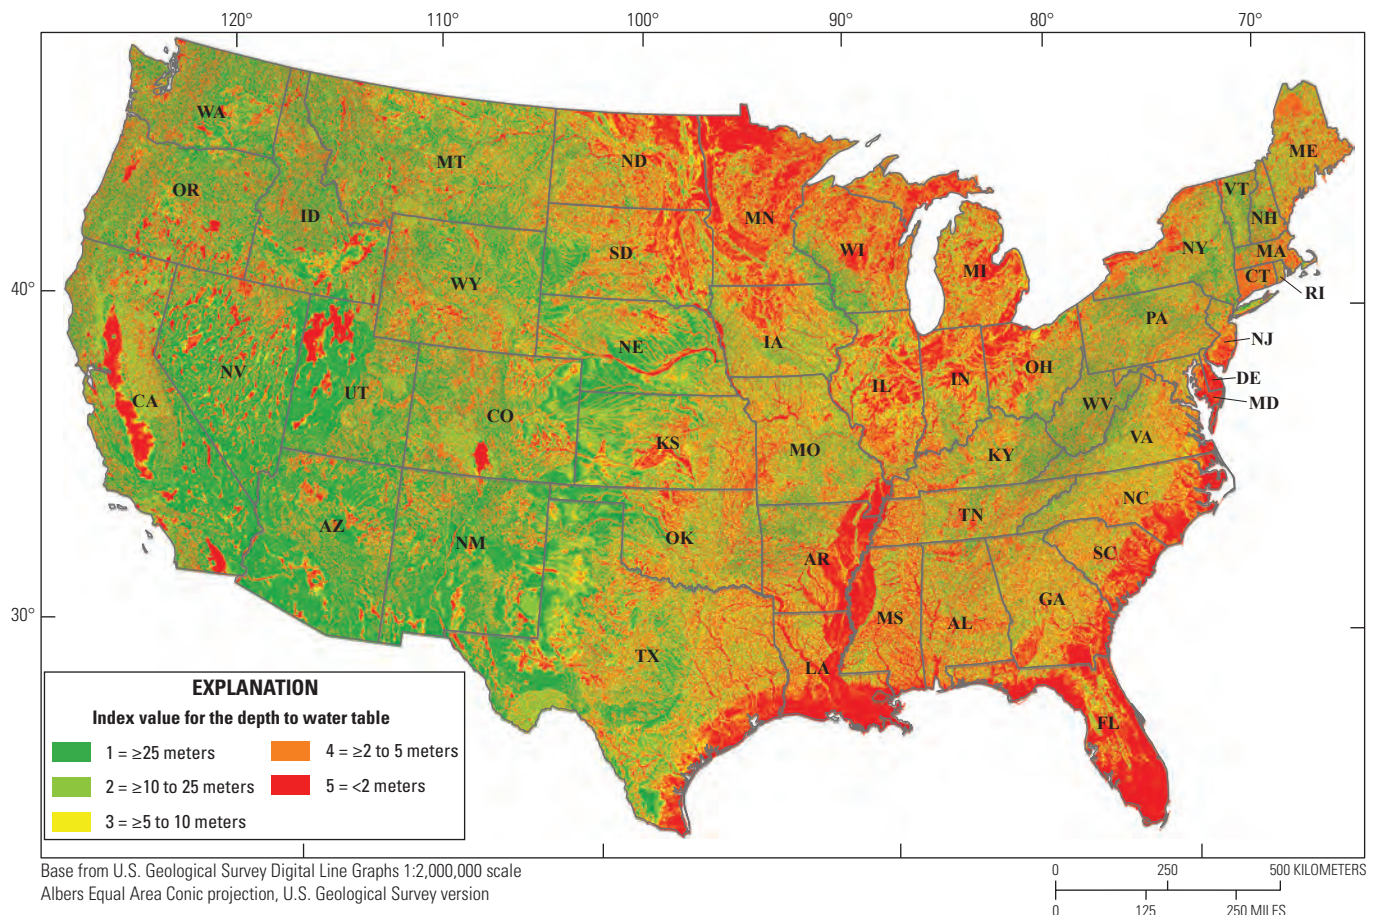 120° 110° 100° 90° 80° 70°
WA
MT
ND
ME
OR
ID
MN
VT
NH
SD
WI
NY
MA
WY
MI
CT
40°
RI
PA
NE
IA
NJ
NV
OH
UT
IL
IN
DE
CA
WV
MD
CO
KS
MO
KY
VA
NC
AZ
NM
OK
TN
AR
SC
30°
MS
AL
GA
TX
LA
FL
EXPLANATION
Index value for the depth to water table
1 = ≥25 meters
2 = ≥10 to 25 meters
3 = ≥5 to 10 meters
4 = ≥2 to 5 meters
5 = <2 meters
Base from U.S. Geological Survey Digital Line Graphs 1:2,000,000 scale
Albers Equal Area Conic projection, U.S. Geological Survey version
0 250 500 KILOMETERS
0 125 250 MILES